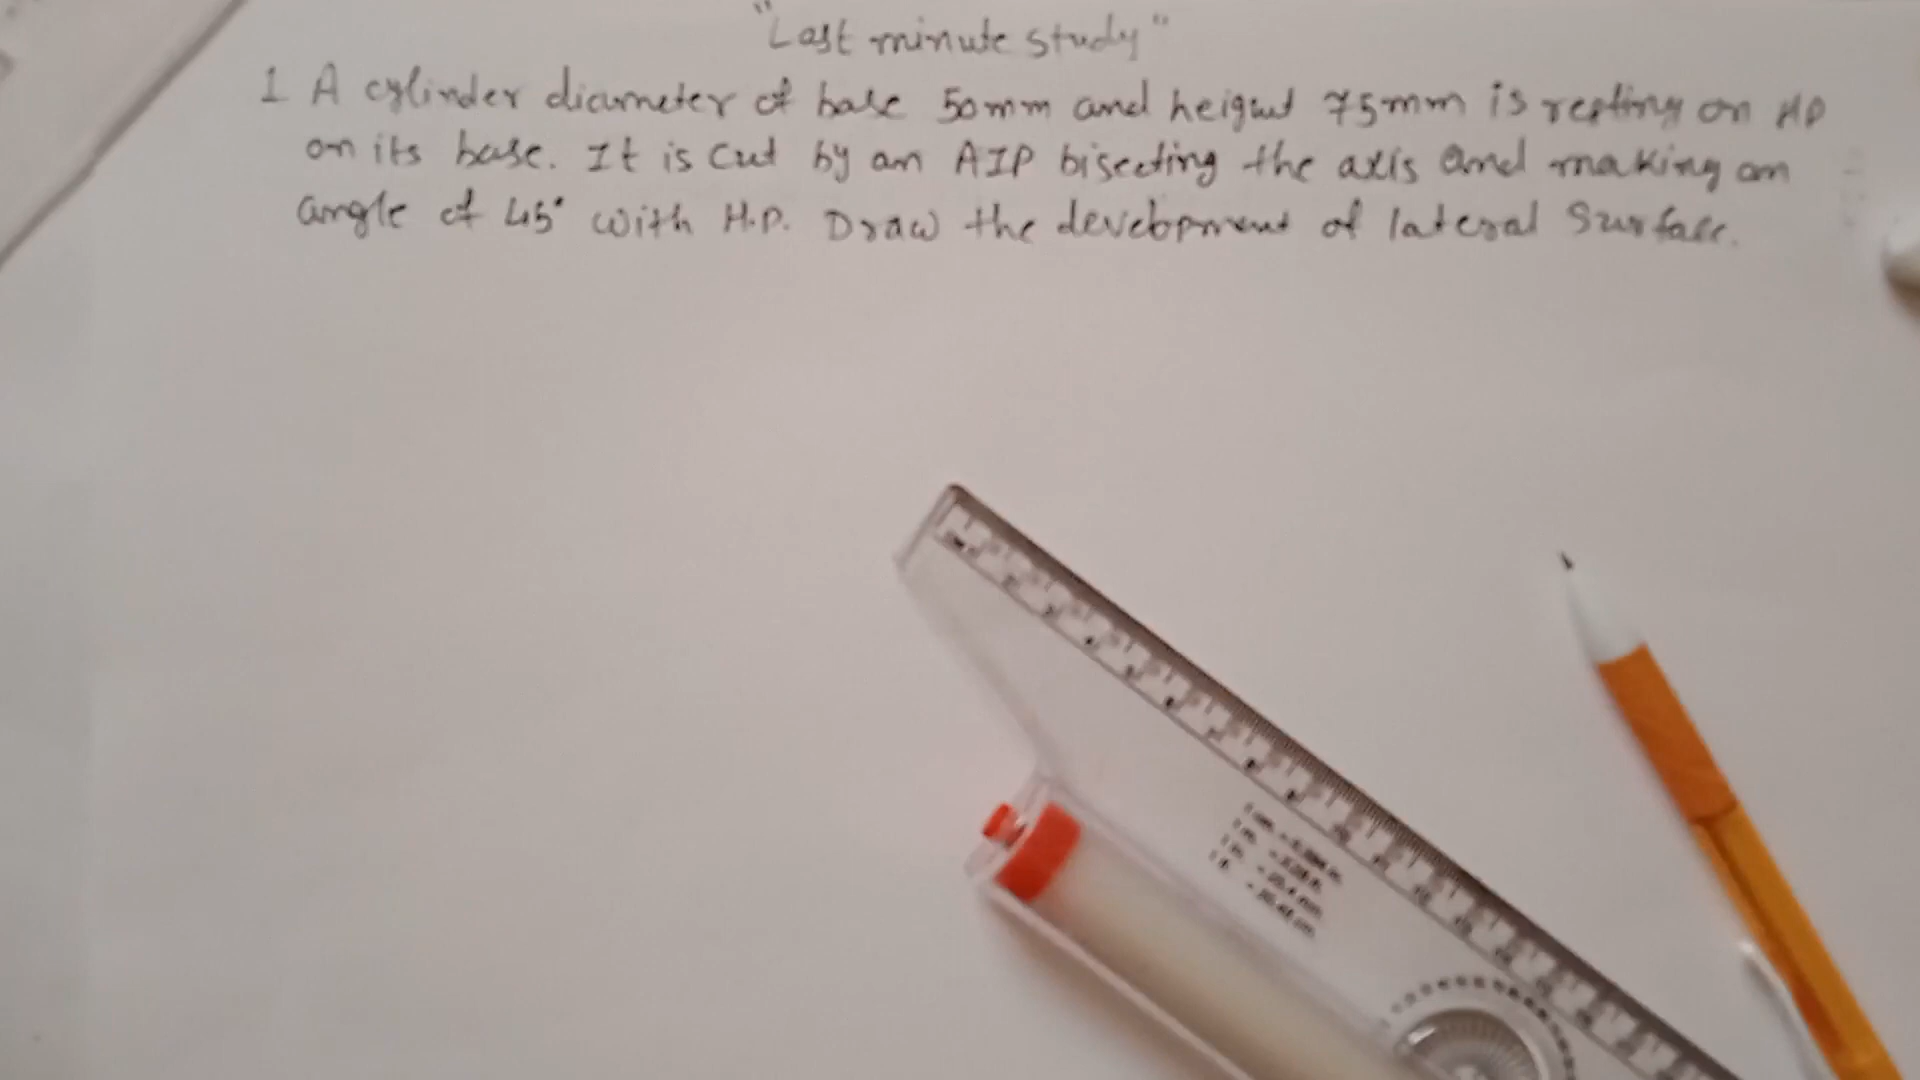 "Last minute study"
1 A cylinder diameter of base 50mm and height 75mm is resting on HP
on its base. It is cut by an AIP bisecting the axis and making an
angle of 45° with H.P. Draw the development of lateral surface.